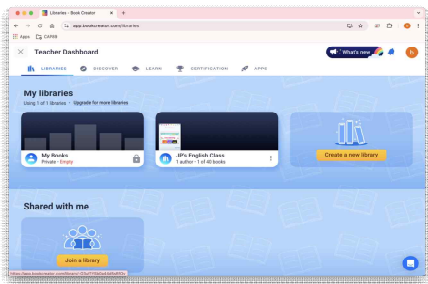 Libraries - Book Creator
app.bookcreator.com/libraries
Apps
CARBS
Teacher Dashboard
What's new
LIBRARIES
DISCOVER
LEARN
CERTIFICATION
APPS
My libraries
Using 1 of 1 libraries • Upgrade for more libraries
My Books
Private • Empty
JP's English Class
1 author • 1 of 40 books
Create a new library
Shared with me
Join a library